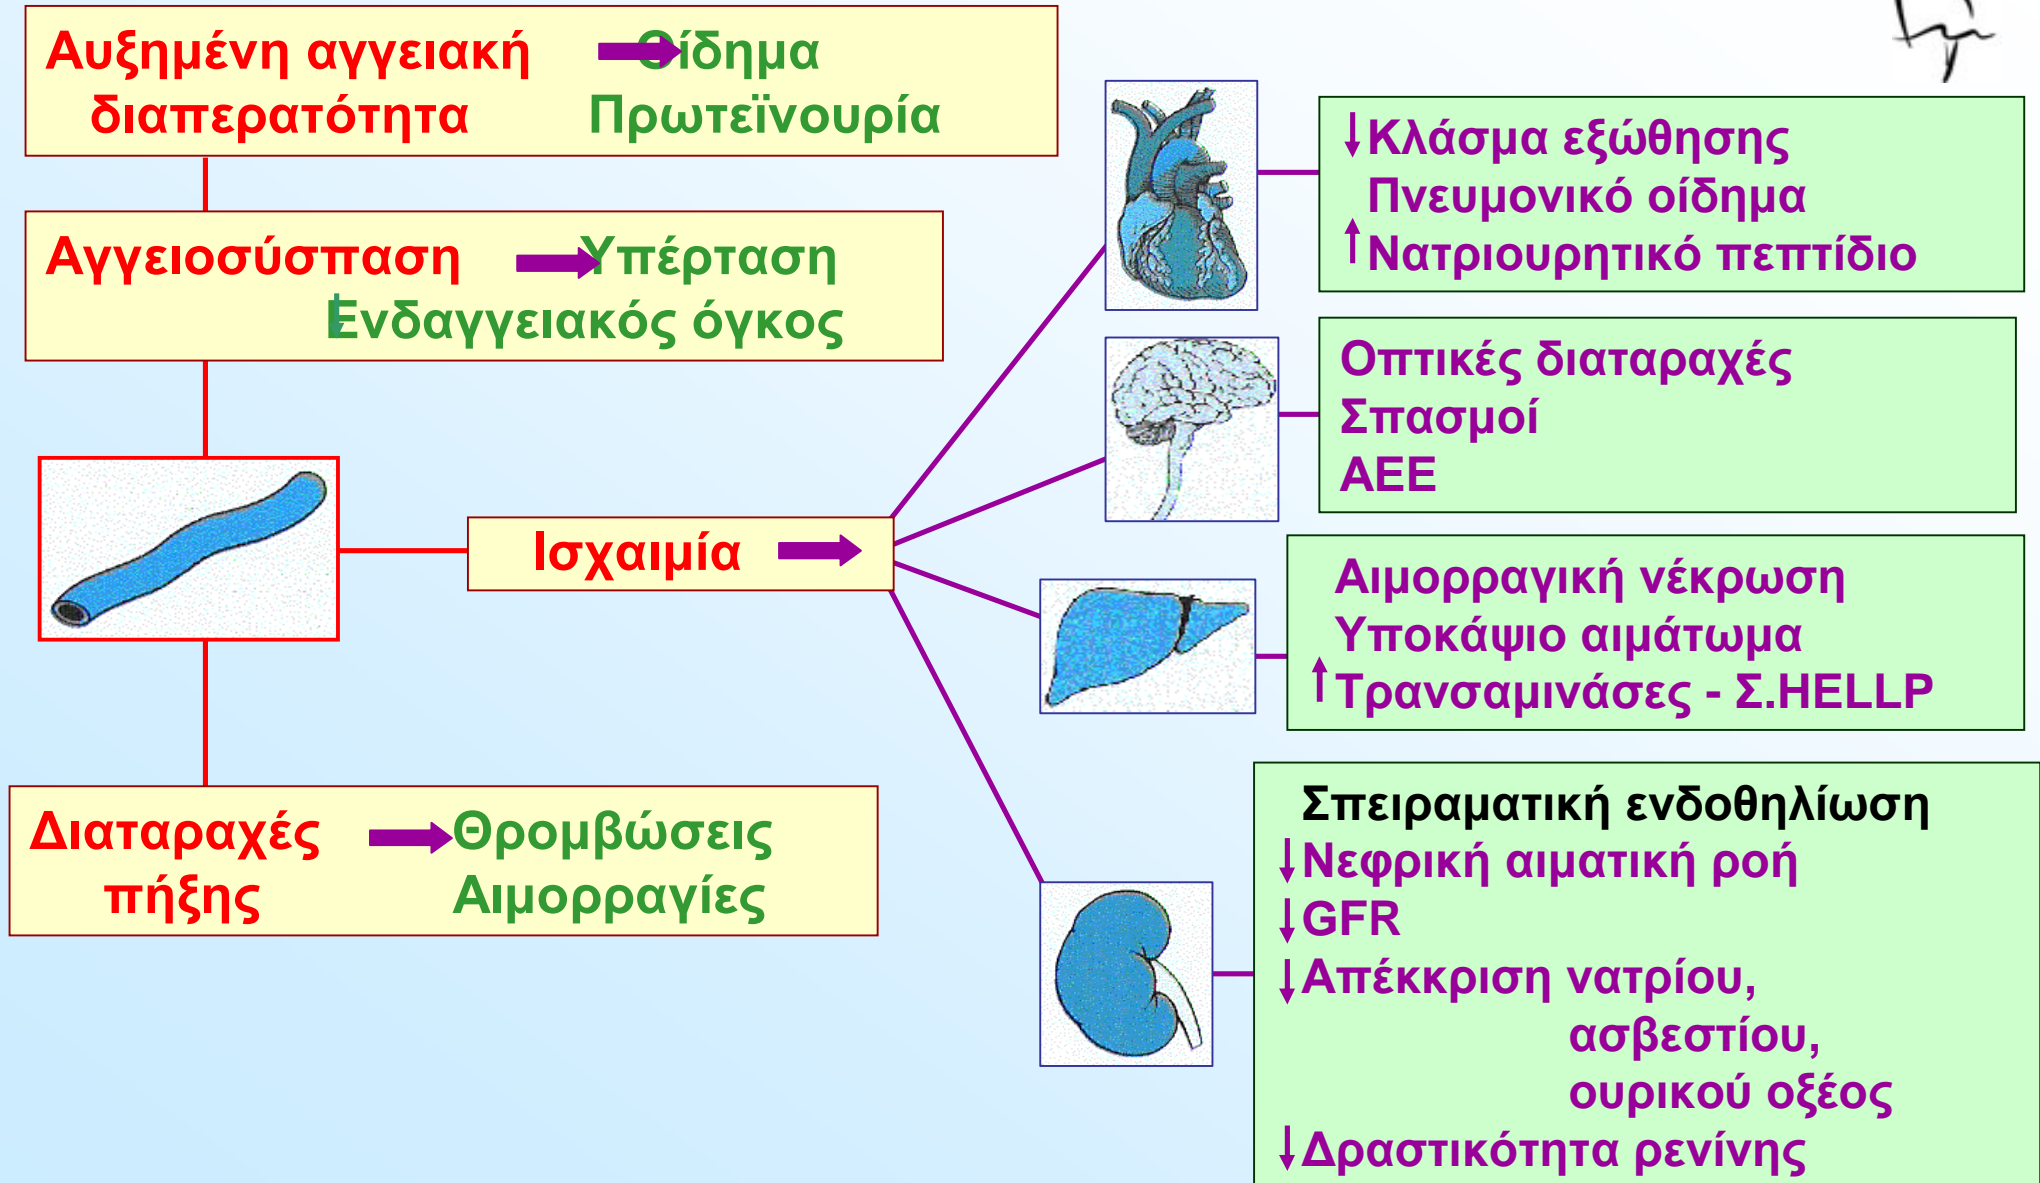 Αυξημένη αγγειακή ➡ Οίδημα
διαπερατότητα Πρωτεϊνουρία
Αγγειοσύσπαση ➡ Υπέρταση
↓Ενδαγγειακός όγκος
Ισχαιμία ➡
Διαταραχές ➡ Θρομβώσεις
πήξης Αιμορραγίες
↓Κλάσμα εξώθησης
Πνευμονικό οίδημα
↑Νατριουρητικό πεπτίδιο
Οπτικές διαταραχές
Σπασμοί
ΑΕΕ
Αιμορραγική νέκρωση
Υποκάψιο αιμάτωμα
↑Τρανσαμινάσες - Σ.HELLP
Σπειραματική ενδοθηλίωση
↓Νεφρική αιματική ροή
↓GFR
↓Απέκκριση νατρίου,
ασβεστίου,
ουρικού οξέος
↓Δραστικότητα ρενίνης